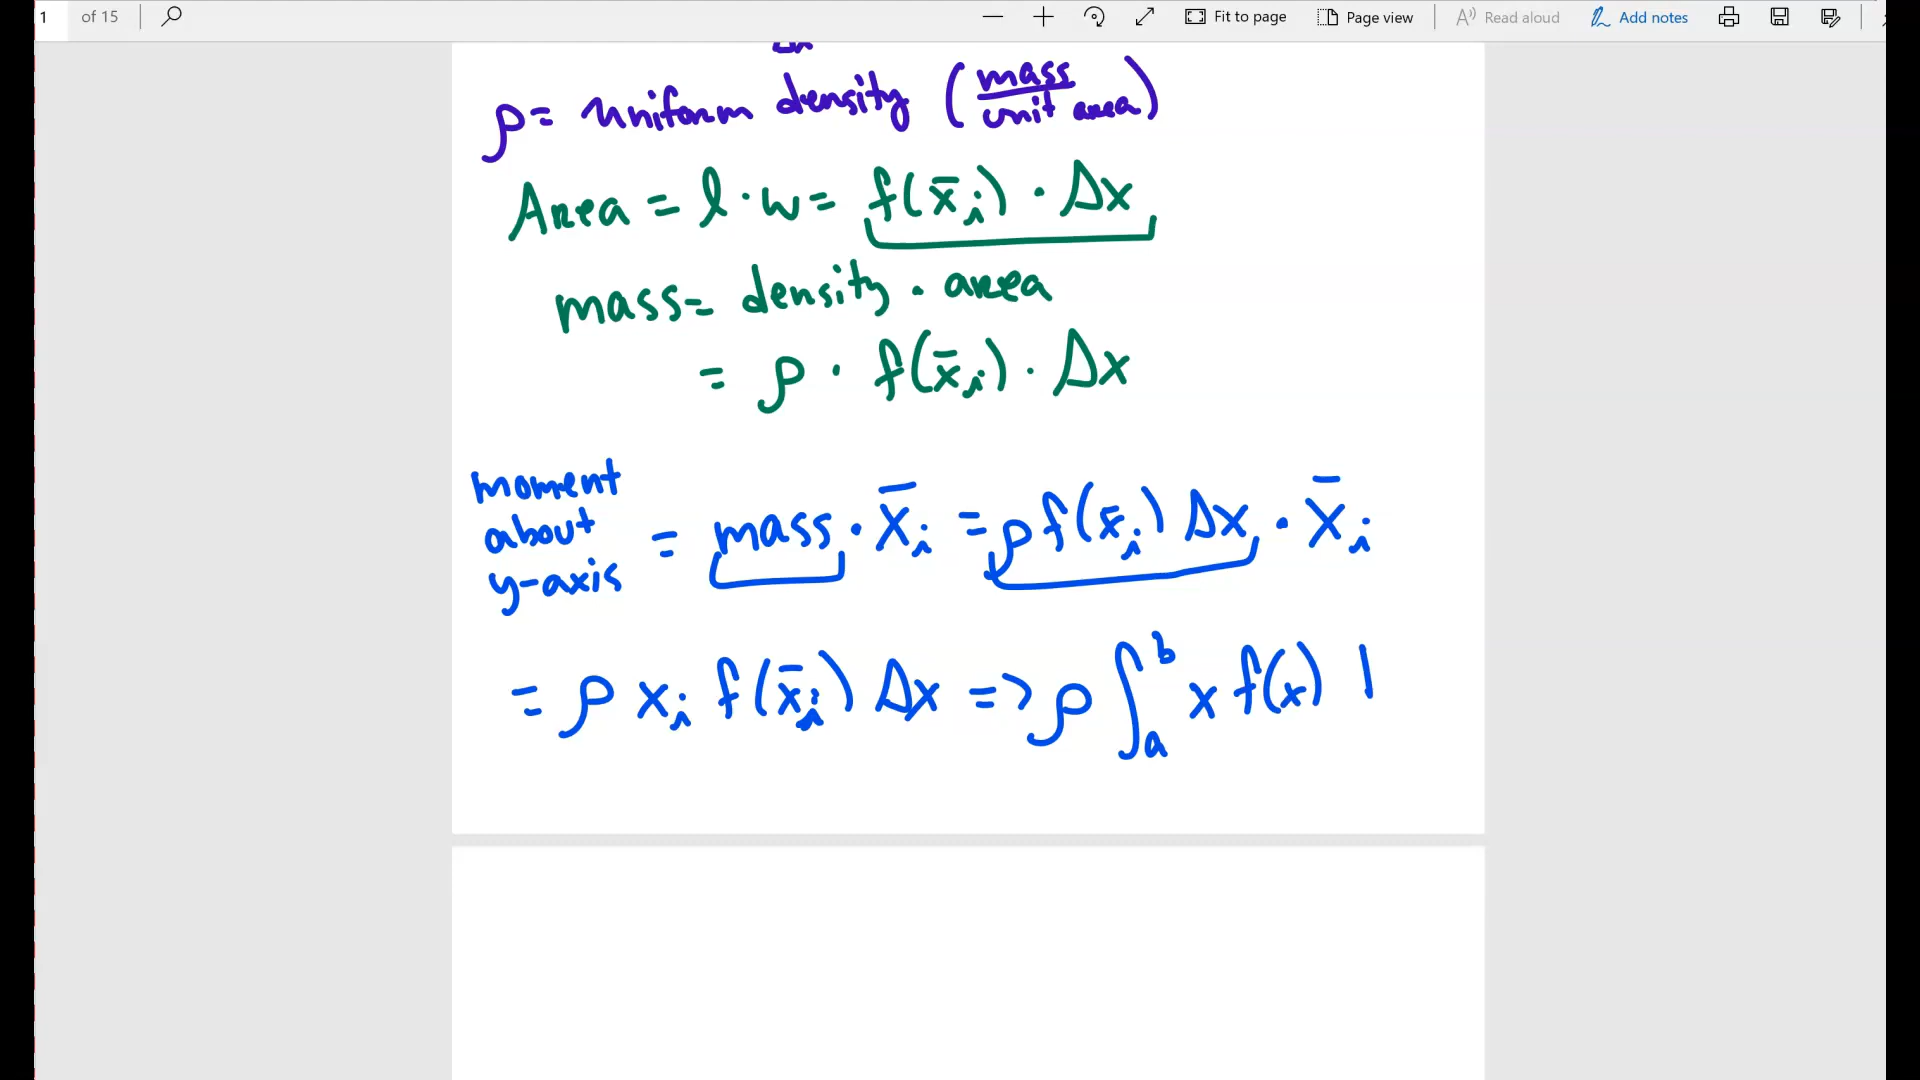 1 of 15 Fit to page Page view Read aloud Add notes
Δx
ρ = uniform density (mass / unit area)
Area = l · w = f(x̄ᵢ) · Δx
mass = density · area
= ρ · f(x̄ᵢ) · Δx
moment about y-axis = mass · x̄ᵢ = ρ f(x̄ᵢ) Δx · x̄ᵢ
= ρ xᵢ f(x̄ᵢ) Δx => ρ ∫ₐᵇ x f(x)